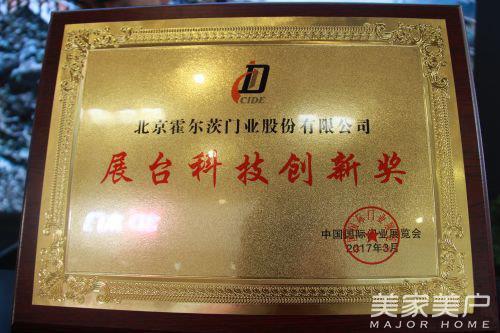 CIDE
北京霍尔茨门业股份有限公司
展台科技创新奖
中国国际门业展览会
2017年3月
美家美户
MAJOR HOME